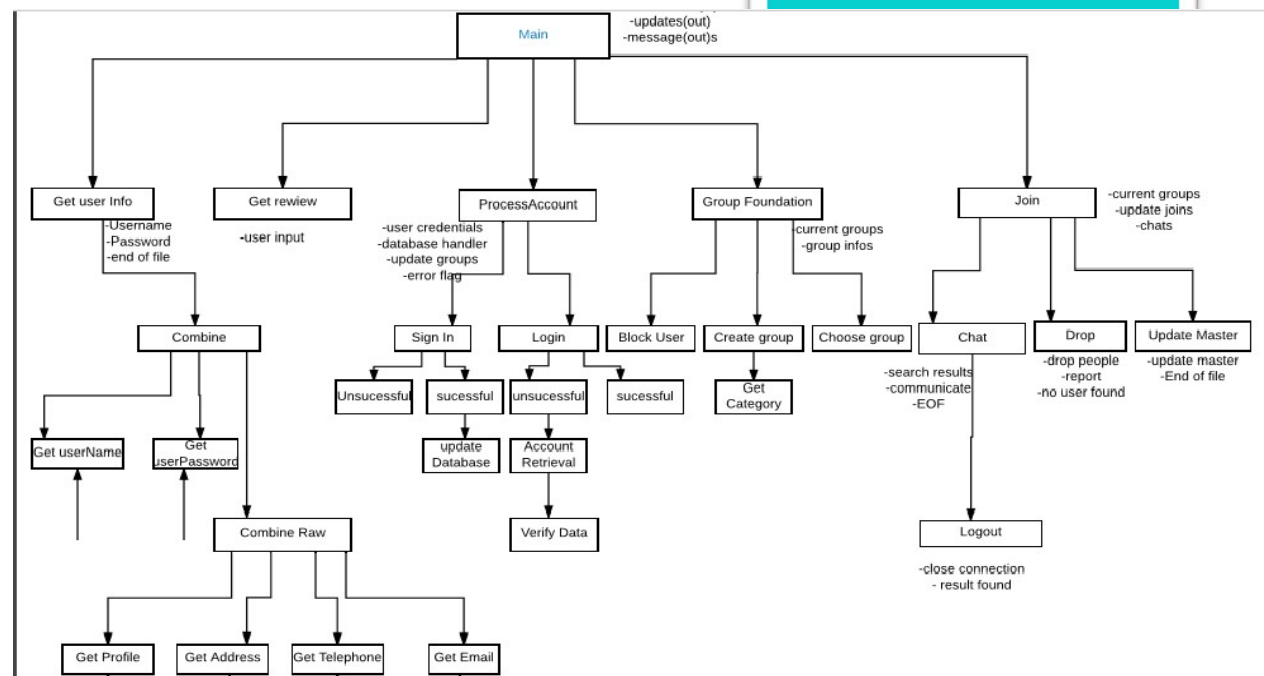 -updates(out)
-message(out)s
Main
Get user Info
Get rewiew
ProcessAccount
Group Foundation
Join
-Username
-Password
-end of file
-user input
-user credentials
-database handler
-update groups
-error flag
-current groups
-group infos
-current groups
-update joins
-chats
Combine
Sign In
Login
Block User
Create group
Choose group
Chat
Drop
Update Master
-search results
-communicate
-EOF
-drop people
-report
-no user found
-update master
-End of file
Unsucessful
sucessful
unsucessful
sucessful
Get
Category
Get userName
Get
userPassword
update
Database
Account
Retrieval
Combine Raw
Verify Data
Logout
-close connection
- result found
Get Profile
Get Address
Get Telephone
Get Email